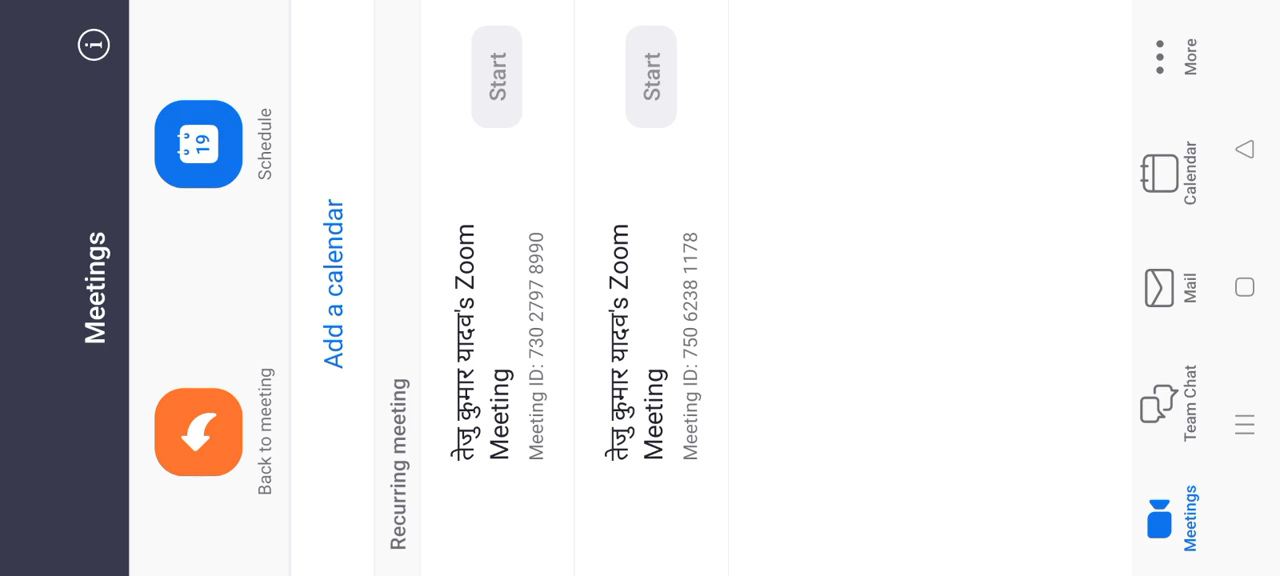 Meetings
Back to meeting
19
Schedule
Add a calendar
Recurring meeting
तेजु कुमार यादव's Zoom
Meeting
Meeting ID: 730 2797 8990
Start
तेजु कुमार यादव's Zoom
Meeting
Meeting ID: 750 6238 1178
Start
Meetings
Team Chat
Mail
Calendar
More